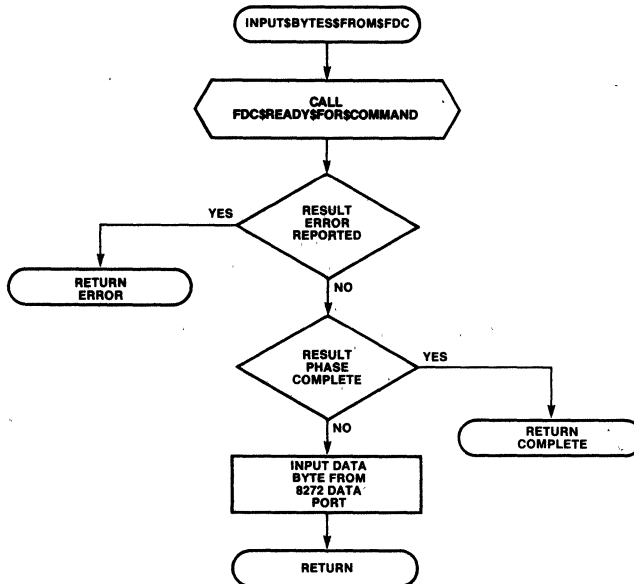 INPUT$BYTES$FROM$FDC
CALL
FDC$READY$FOR$COMMAND
YES
RESULT
ERROR
REPORTED
RETURN
ERROR
NO
RESULT
PHASE
COMPLETE
YES
RETURN
COMPLETE
NO
INPUT DATA
BYTE FROM
8272 DATA
PORT
RETURN